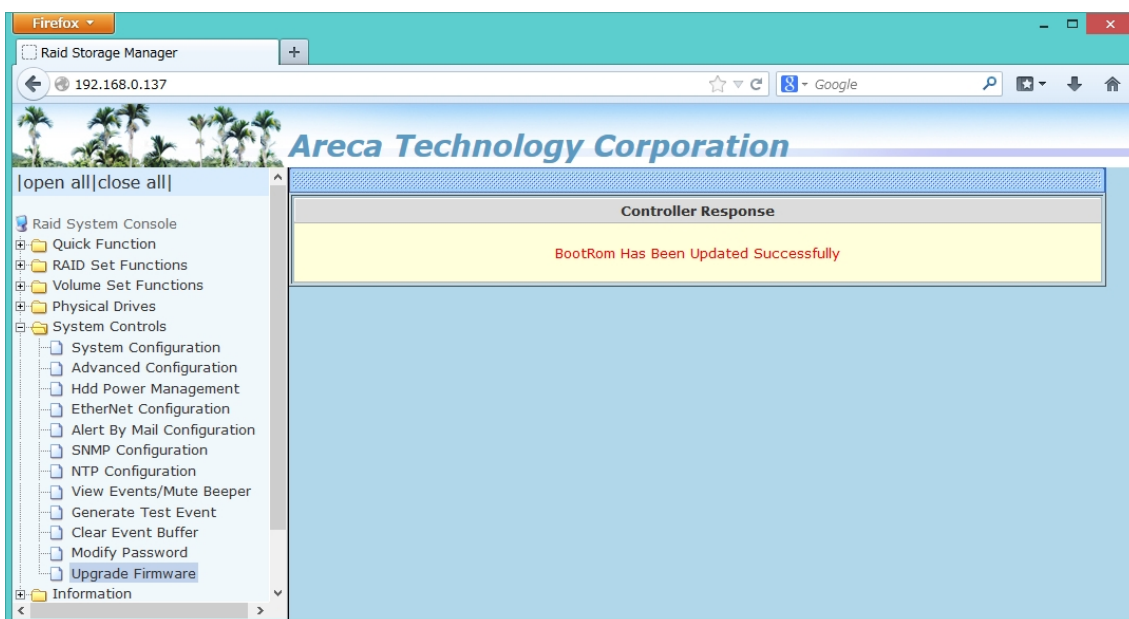 Firefox
Raid Storage Manager
192.168.0.137
Google
Areca Technology Corporation
|open all|close all|
Controller Response
BootRom Has Been Updated Successfully
Raid System Console
Quick Function
RAID Set Functions
Volume Set Functions
Physical Drives
System Controls
System Configuration
Advanced Configuration
Hdd Power Management
EtherNet Configuration
Alert By Mail Configuration
SNMP Configuration
NTP Configuration
View Events/Mute Beeper
Generate Test Event
Clear Event Buffer
Modify Password
Upgrade Firmware
Information